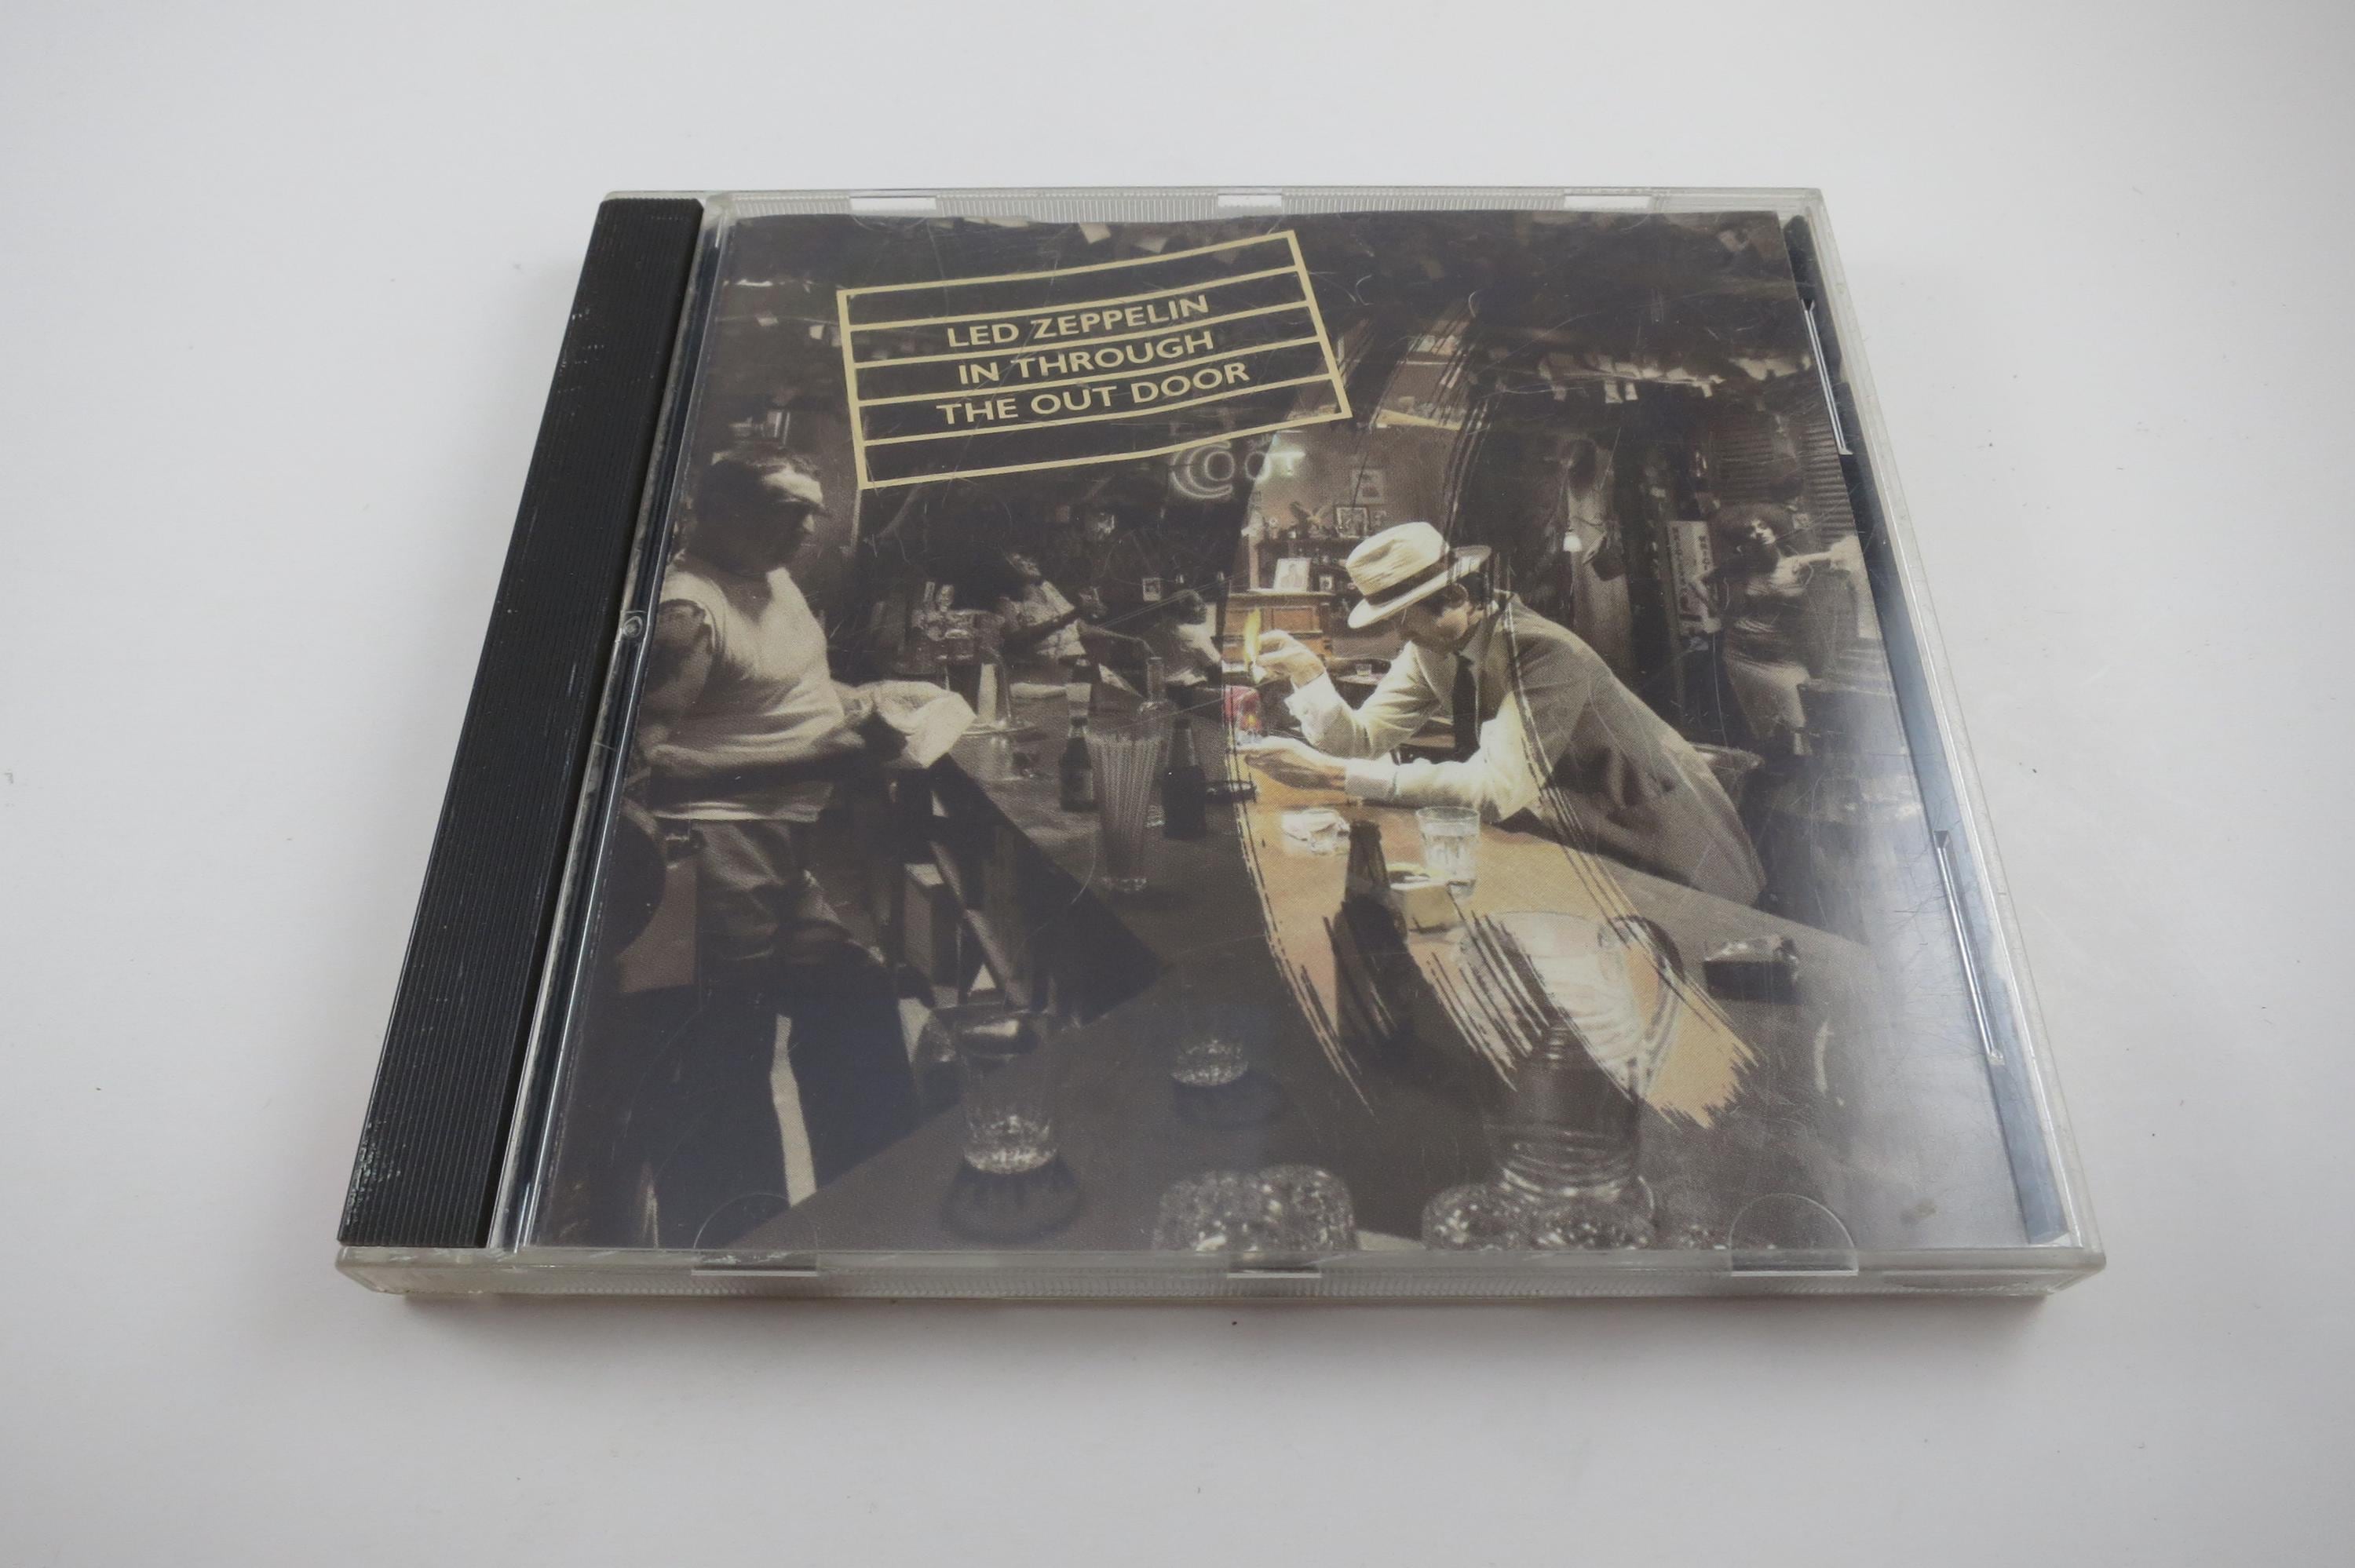 LED ZEPPELIN
IN THROUGH
THE OUT DOOR